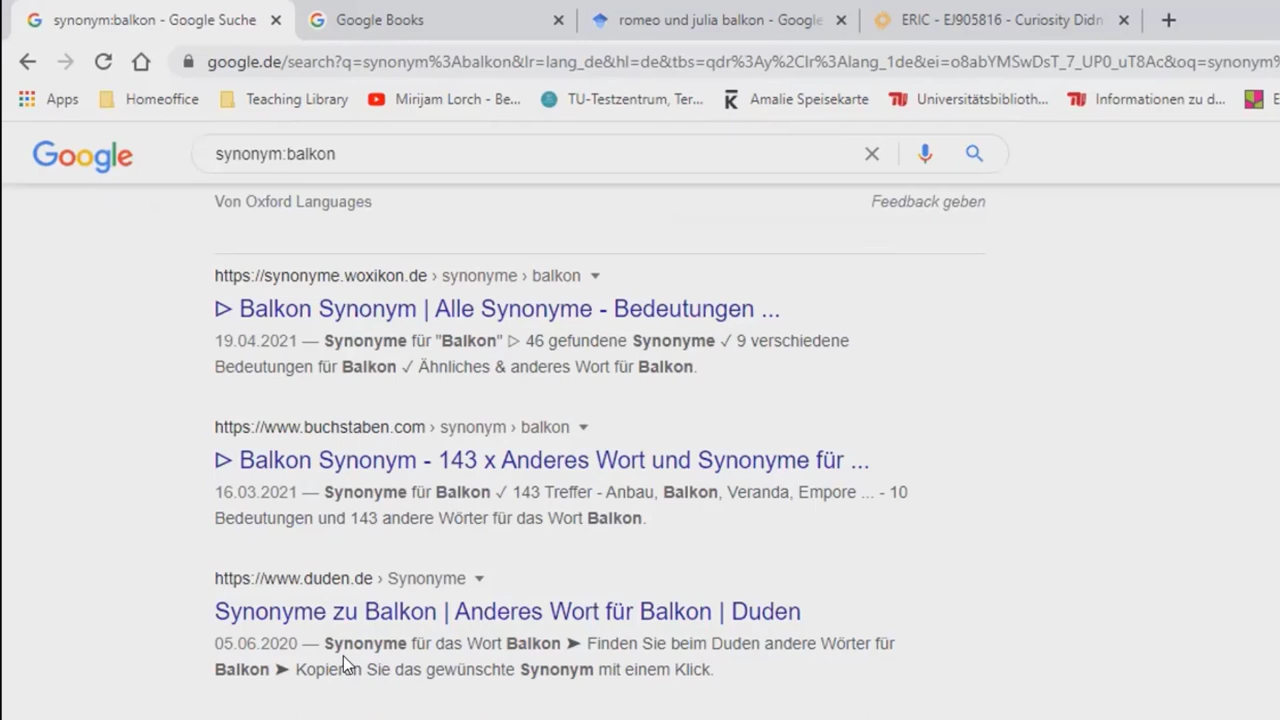 synonym:balkon - Google Suche
Google Books
romeo und julia balkon - Google
ERIC - EJ905816 - Curiosity Didn
google.de/search?q=synonym%3Abalkon&lr=lang_de&hl=de&tbs=qdr%3Ay%2Clr%3Alang_1de&ei=o8abYMSwDsT_7_UP0_uT8Ac&oq=synonym%
Apps
Homeoffice
Teaching Library
Mirijam Lorch - Be...
TU-Testzentrum, Ter...
Amalie Speisekarte
Universitätsbiblioth...
Informationen zu d...
E
Google
synonym:balkon
Von Oxford Languages
Feedback geben
https://synonyme.woxikon.de › synonyme › balkon
ᐅ Balkon Synonym | Alle Synonyme - Bedeutungen ...
19.04.2021 — Synonyme für "Balkon" ᐅ 46 gefundene Synonyme ✓ 9 verschiedene
Bedeutungen für Balkon ✓ Ähnliches & anderes Wort für Balkon.
https://www.buchstaben.com › synonym › balkon
ᐅ Balkon Synonym - 143 x Anderes Wort und Synonyme für ...
16.03.2021 — Synonyme für Balkon ✓ 143 Treffer - Anbau, Balkon, Veranda, Empore ... - 10
Bedeutungen und 143 andere Wörter für das Wort Balkon.
https://www.duden.de › Synonyme
Synonyme zu Balkon | Anderes Wort für Balkon | Duden
05.06.2020 — Synonyme für das Wort Balkon ➤ Finden Sie beim Duden andere Wörter für
Balkon ➤ Kopieren Sie das gewünschte Synonym mit einem Klick.